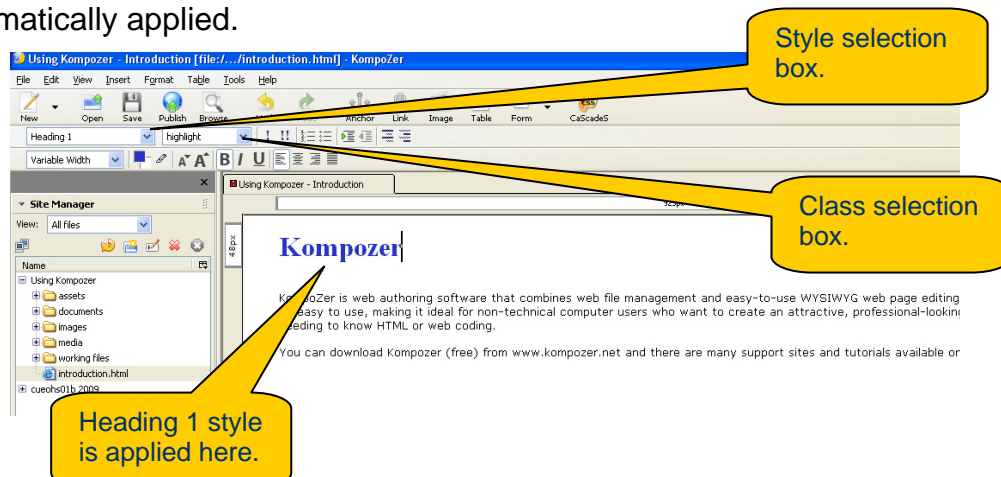 matically applied.
Style selection
box.
Using Kompozer - Introduction [file:/.../introduction.html] - KompoZer
File Edit View Insert Format Table Tools Help
New Open Save Publish Anchor Link Image Table Form CaScadeS
Heading 1 highlight
Variable Width B I U
Using Kompozer - Introduction
Class selection
box.
Site Manager
View: All files
48px
Name
Kompozer
Using Kompozer
assets
documents
images
media
working files
introduction.html
cueohs01b 2009
is web authoring software that combines web file management and easy-to-use WYSIWYG web page editing
easy to use, making it ideal for non-technical computer users who want to create an attractive, professional-looking
to know HTML or web coding.
You can download Kompozer (free) from www.kompozer.net and there are many support sites and tutorials available
Heading 1 style
is applied here.